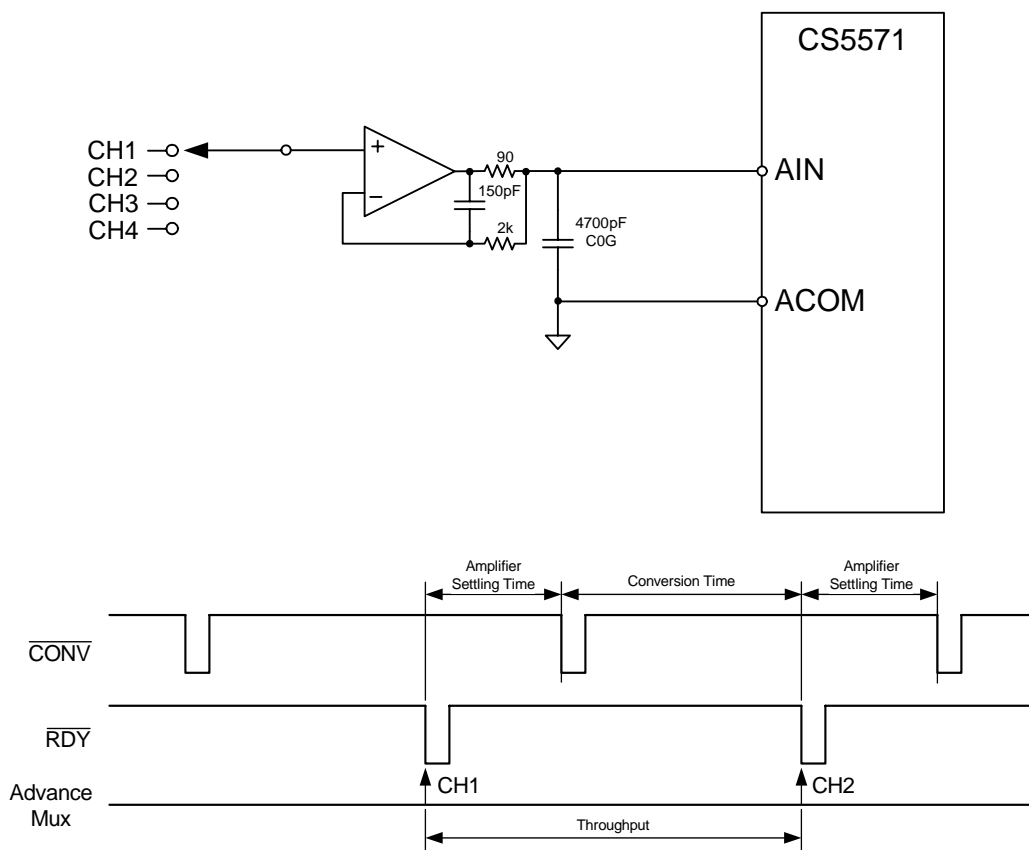 CS5571
CH1
CH2
CH3
CH4
+
−
90
150pF
2k
4700pF
C0G
AIN
ACOM
Amplifier
Settling Time
Conversion Time
Amplifier
Settling Time
CONV
RDY
Advance
Mux
CH1
CH2
Throughput